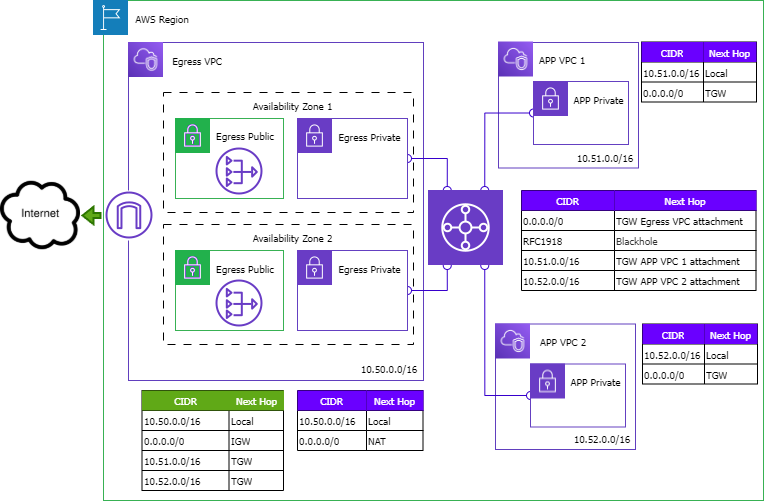 AWS Region
Egress VPC
Availability Zone 1
Egress Public
Egress Private
Availability Zone 2
Egress Public
Egress Private
10.50.0.0/16
Internet
APP VPC 1
APP Private
10.51.0.0/16
CIDR Next Hop
10.51.0.0/16 Local
0.0.0.0/0 TGW
CIDR Next Hop
0.0.0.0/0 TGW Egress VPC attachment
RFC1918 Blackhole
10.51.0.0/16 TGW APP VPC 1 attachment
10.52.0.0/16 TGW APP VPC 2 attachment
APP VPC 2
APP Private
10.52.0.0/16
CIDR Next Hop
10.52.0.0/16 Local
0.0.0.0/0 TGW
CIDR Next Hop
10.50.0.0/16 Local
0.0.0.0/0 IGW
10.51.0.0/16 TGW
10.52.0.0/16 TGW
CIDR Next Hop
10.50.0.0/16 Local
0.0.0.0/0 NAT